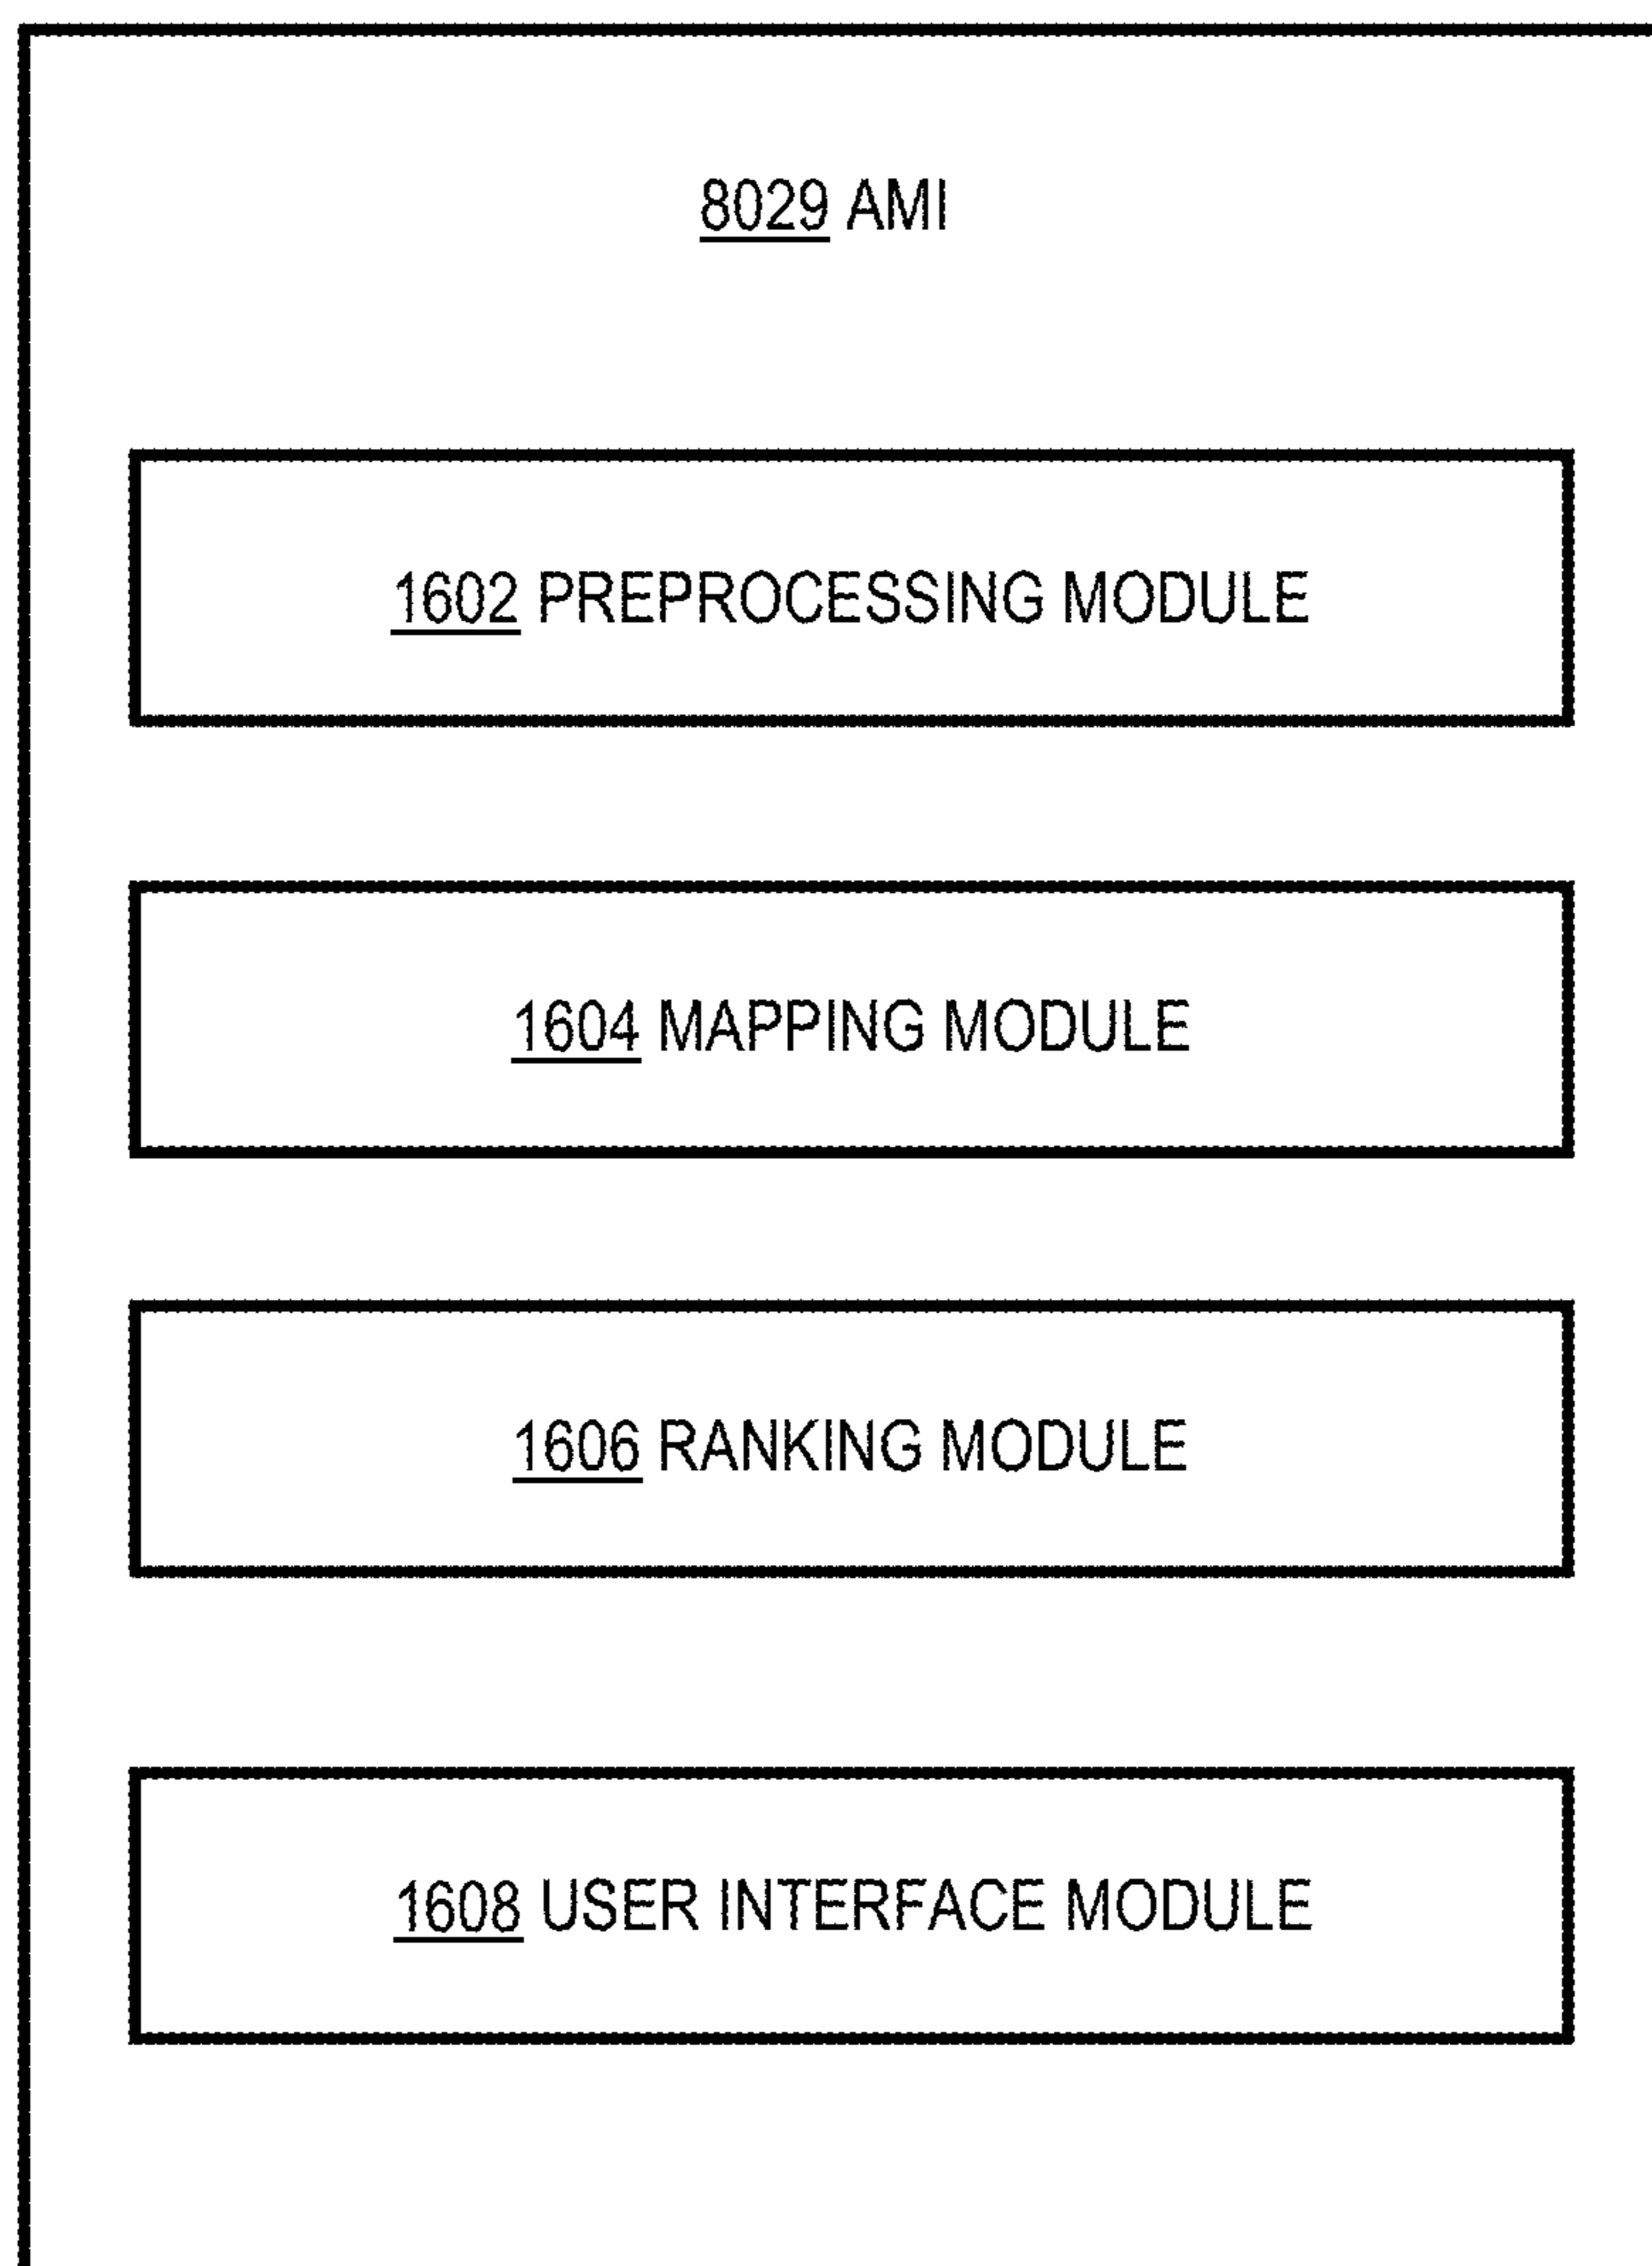 8029 AMI
1602 PREPROCESSING MODULE
1604 MAPPING MODULE
1606 RANKING MODULE
1608 USER INTERFACE MODULE